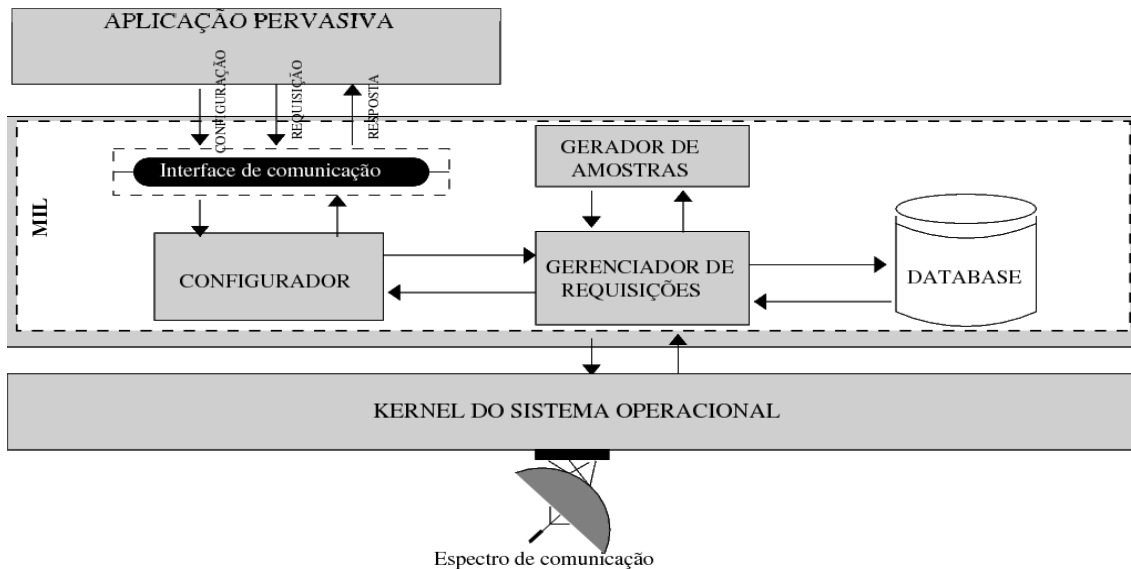 APLICAÇÃO PERVASIVA
CONFIGURAÇÃO
REQUISIÇÃO
RESPOSTA
MIL
Interface de comunicação
GERADOR DE
AMOSTRAS
CONFIGURADOR
GERENCIADOR DE
REQUISIÇÕES
DATABASE
KERNEL DO SISTEMA OPERACIONAL
Espectro de comunicação